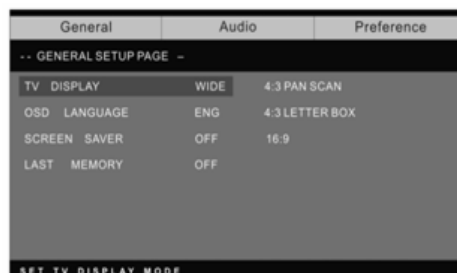 General Audio Preference
-- GENERAL SETUP PAGE –
TV DISPLAY WIDE 4:3 PAN SCAN
OSD LANGUAGE ENG 4:3 LETTER BOX
SCREEN SAVER OFF 16:9
LAST MEMORY OFF
SET TV DISPLAY MODE